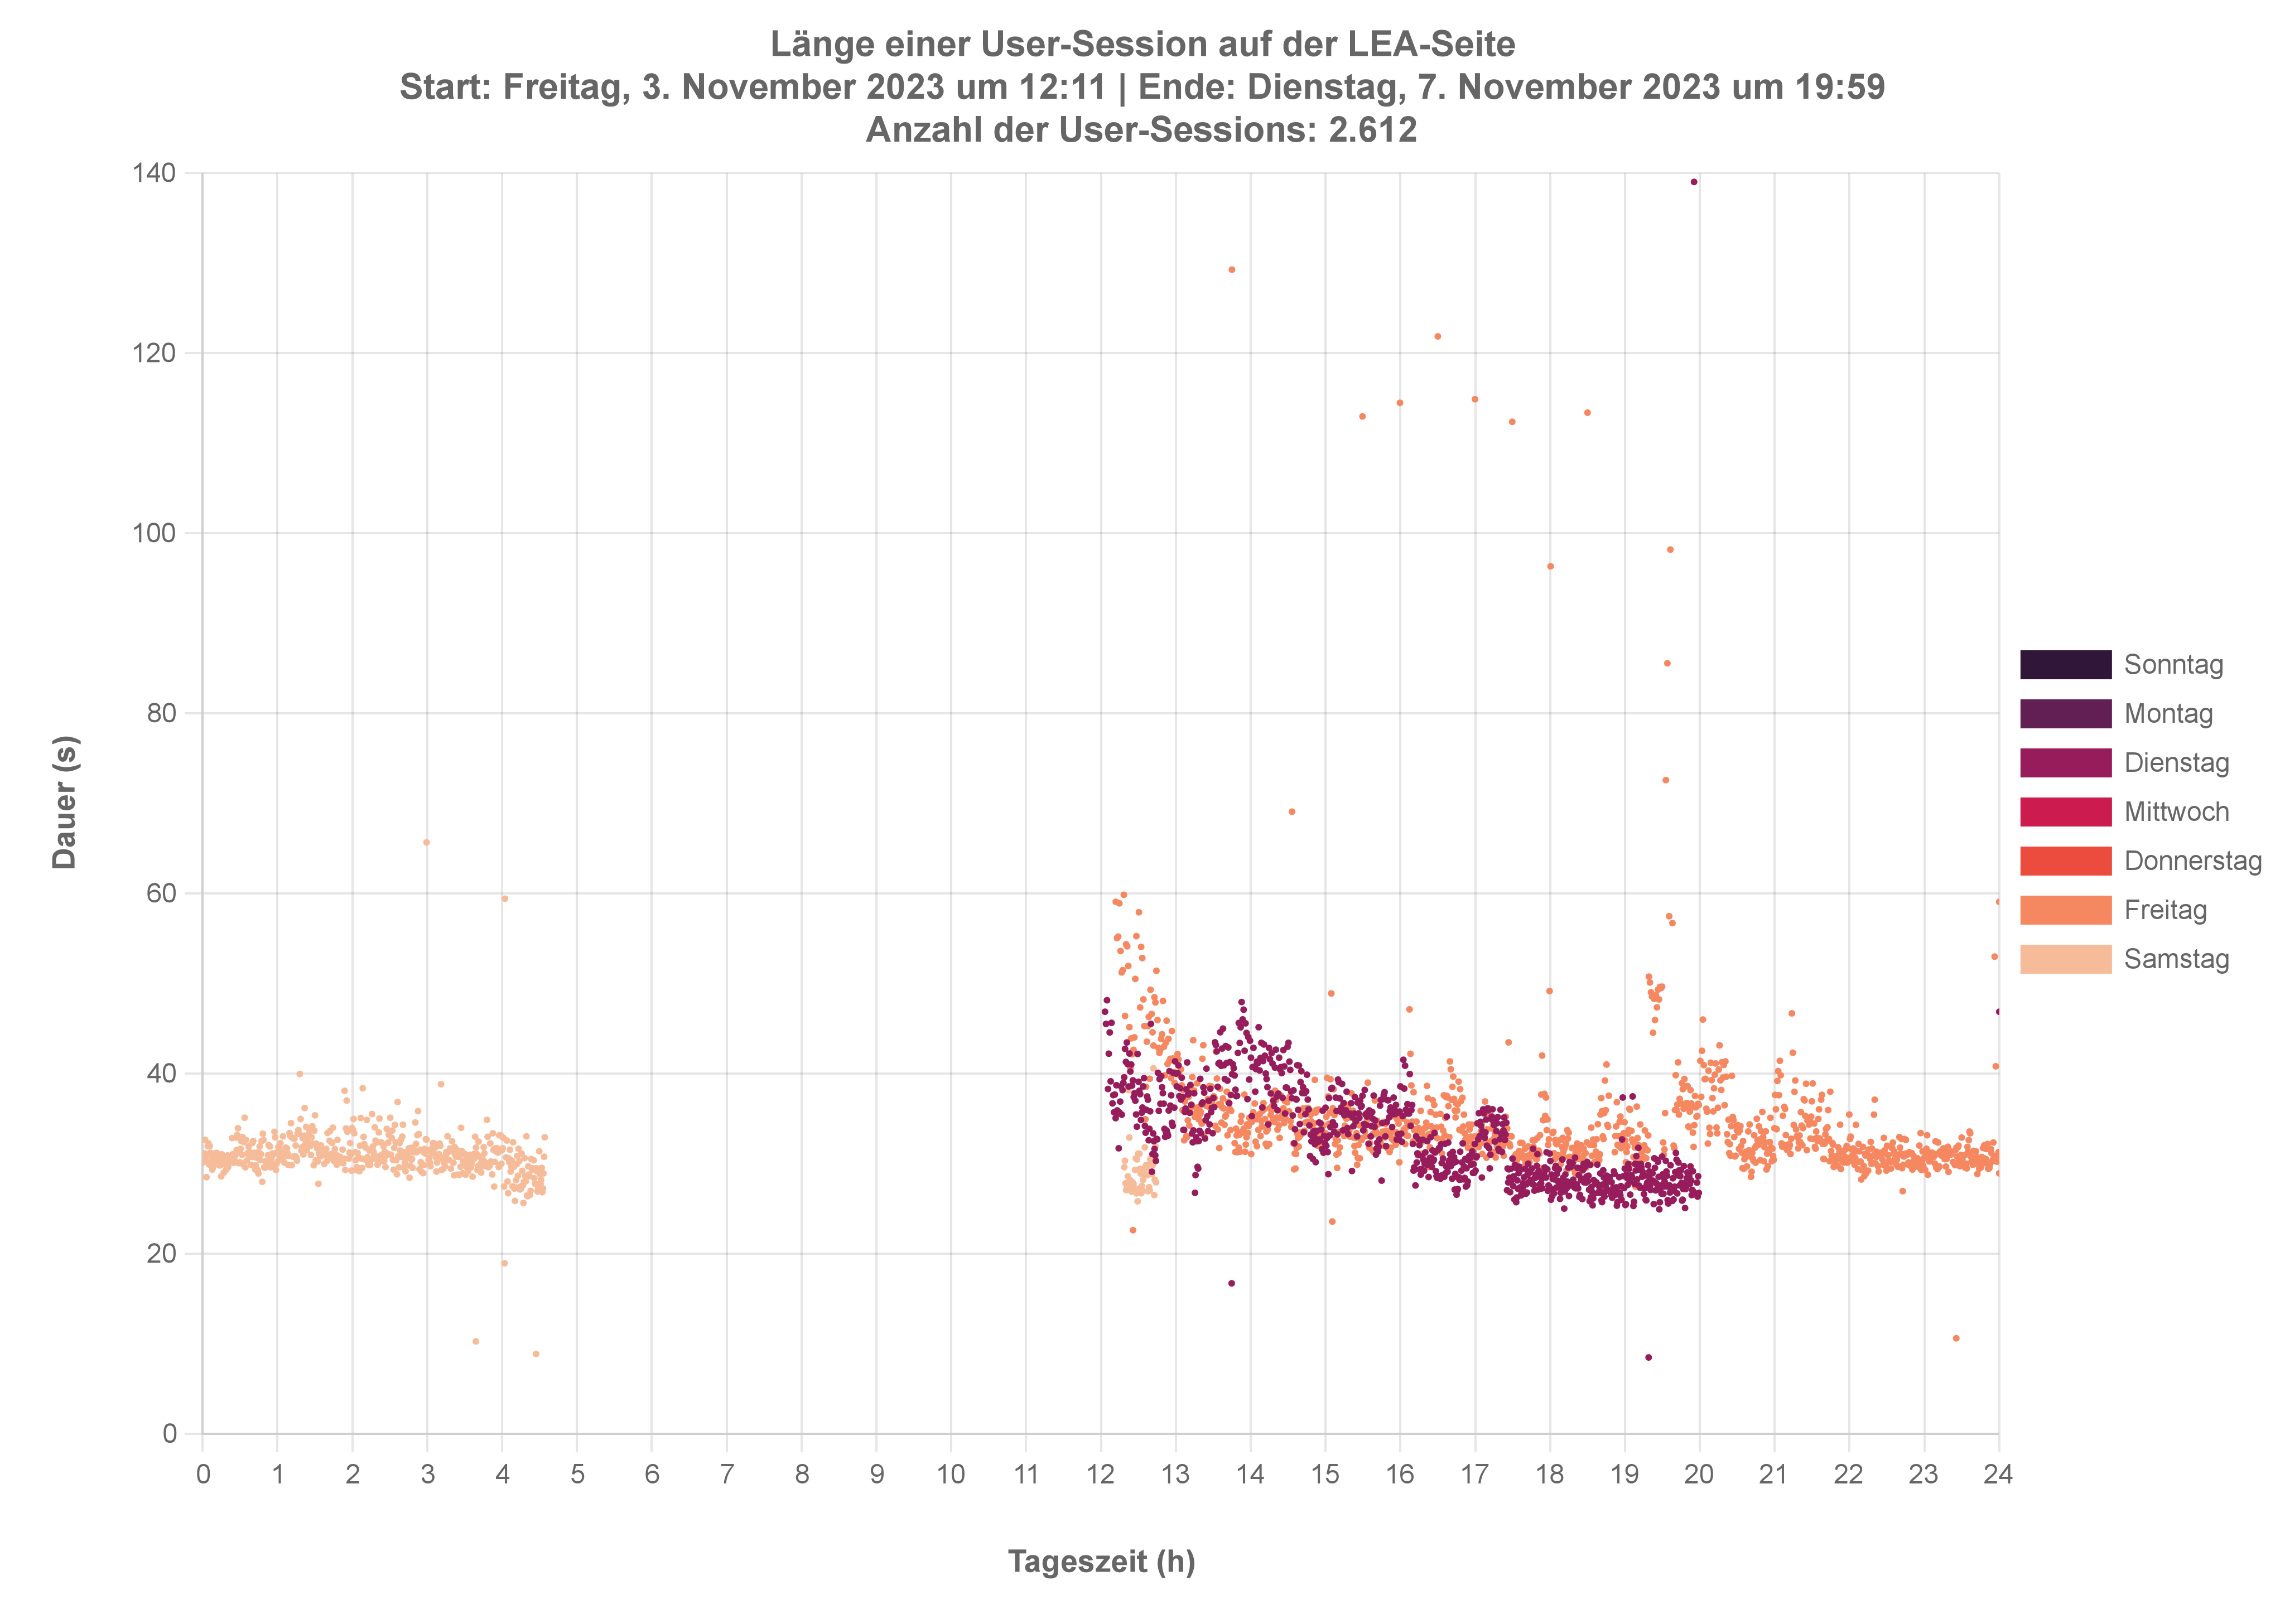 Länge einer User-Session auf der LEA-Seite
Start: Freitag, 3. November 2023 um 12:11 | Ende: Dienstag, 7. November 2023 um 19:59
Anzahl der User-Sessions: 2.612
140
120
100
80
60
40
20
0
Dauer (s)
0 1 2 3 4 5 6 7 8 9 10 11 12 13 14 15 16 17 18 19 20 21 22 23 24
Tageszeit (h)
Sonntag
Montag
Dienstag
Mittwoch
Donnerstag
Freitag
Samstag